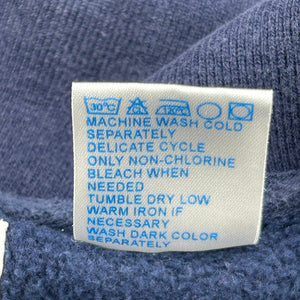 30°C
MACHINE WASH COLD
SEPARATELY
DELICATE CYCLE
ONLY NON-CHLORINE
BLEACH WHEN
NEEDED
TUMBLE DRY LOW
WARM IRON IF
NECESSARY
WASH DARK COLOR
SEPARATELY